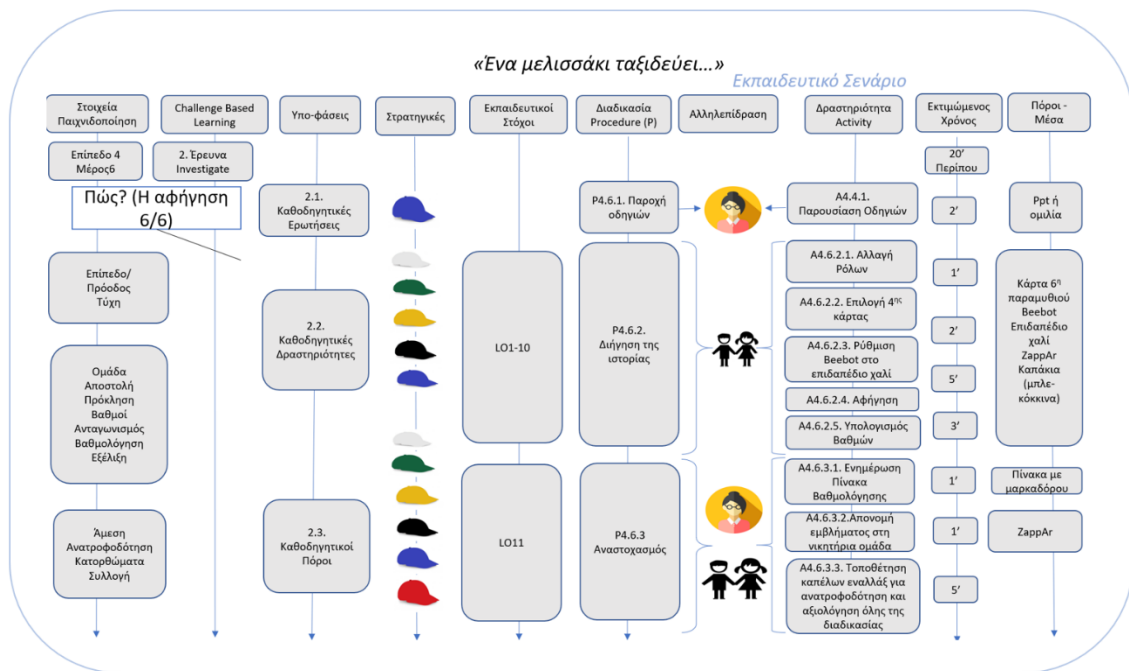 «Ένα μελισσάκι ταξιδεύει…»
Εκπαιδευτικό Σενάριο
Στοιχεία
Παιχνιδοποίηση
Challenge Based
Learning
Υπο-φάσεις
Στρατηγικές
Εκπαιδευτικοί
Στόχοι
Διαδικασία
Procedure (P)
Αλληλεπίδραση
Δραστηριότητα
Activity
Εκτιμώμενος
Χρόνος
Πόροι -
Μέσα
Επίπεδο 4
Μέρος6
2. Έρευνα
Investigate
20’
Περίπου
Πώς? (Η αφήγηση
6/6)
2.1.
Καθοδηγητικές
Ερωτήσεις
P4.6.1. Παροχή
οδηγιών
A4.4.1.
Παρουσίαση Οδηγιών
2’
Ppt ή
ομιλία
Επίπεδο/
Πρόοδος
Τύχη
Ομάδα
Αποστολή
Πρόκληση
Βαθμοί
Ανταγωνισμός
Βαθμολόγηση
Εξέλιξη
2.2.
Καθοδηγητικές
Δραστηριότητες
LO1-10
P4.6.2.
Διήγηση της
ιστορίας
A4.6.2.1. Αλλαγή
Ρόλων
A4.6.2.2. Επιλογή 4ης
κάρτας
A4.6.2.3. Ρύθμιση
Beebot στο
επιδαπέδιο χαλί
A4.6.2.4. Αφήγηση
A4.6.2.5. Υπολογισμός
Βαθμών
1’
2’
5’
3’
Κάρτα 6η
παραμυθιού
Beebot
Επιδαπέδιο
χαλί
ZappAr
Καπάκια
(μπλε-
κόκκινα)
Άμεση
Ανατροφοδότηση
Κατορθώματα
Συλλογή
2.3.
Καθοδηγητικοί
Πόροι
LO11
P4.6.3
Αναστοχασμός
A4.6.3.1. Ενημέρωση
Πίνακα
Βαθμολόγησης
A4.6.3.2.Απονομή
εμβλήματος στη
νικητήρια ομάδα
A4.6.3.3. Τοποθέτηση
καπέλων εναλλάξ για
ανατροφοδότηση και
αξιολόγηση όλης της
διαδικασίας
1’
1’
5’
Πίνακα με
μαρκαδόρου
ZappAr